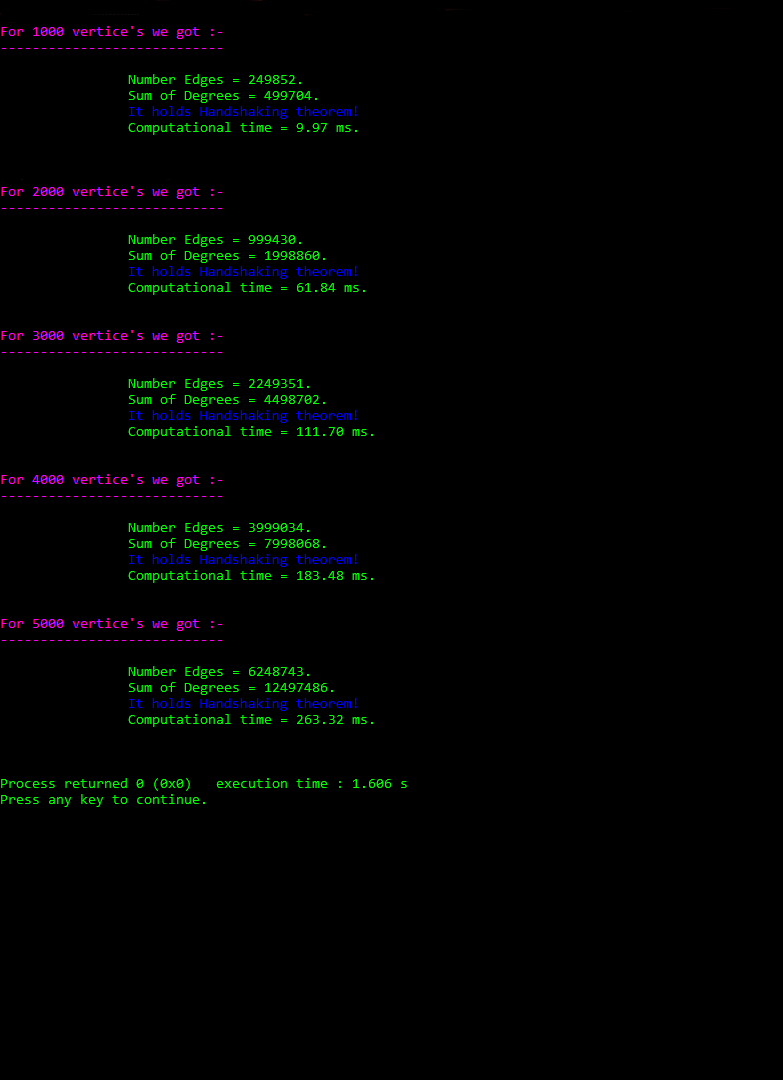 For 1000 vertice's we got :-
----------------------------
Number Edges = 249852.
Sum of Degrees = 499704.
It holds Handshaking theorem!
Computational time = 9.97 ms.
For 2000 vertice's we got :-
----------------------------
Number Edges = 999430.
Sum of Degrees = 1998860.
It holds Handshaking theorem!
Computational time = 61.84 ms.
For 3000 vertice's we got :-
----------------------------
Number Edges = 2249351.
Sum of Degrees = 4498702.
It holds Handshaking theorem!
Computational time = 111.70 ms.
For 4000 vertice's we got :-
----------------------------
Number Edges = 3999034.
Sum of Degrees = 7998068.
It holds Handshaking theorem!
Computational time = 183.48 ms.
For 5000 vertice's we got :-
----------------------------
Number Edges = 6248743.
Sum of Degrees = 12497486.
It holds Handshaking theorem!
Computational time = 263.32 ms.
Process returned 0 (0x0)   execution time : 1.606 s
Press any key to continue.